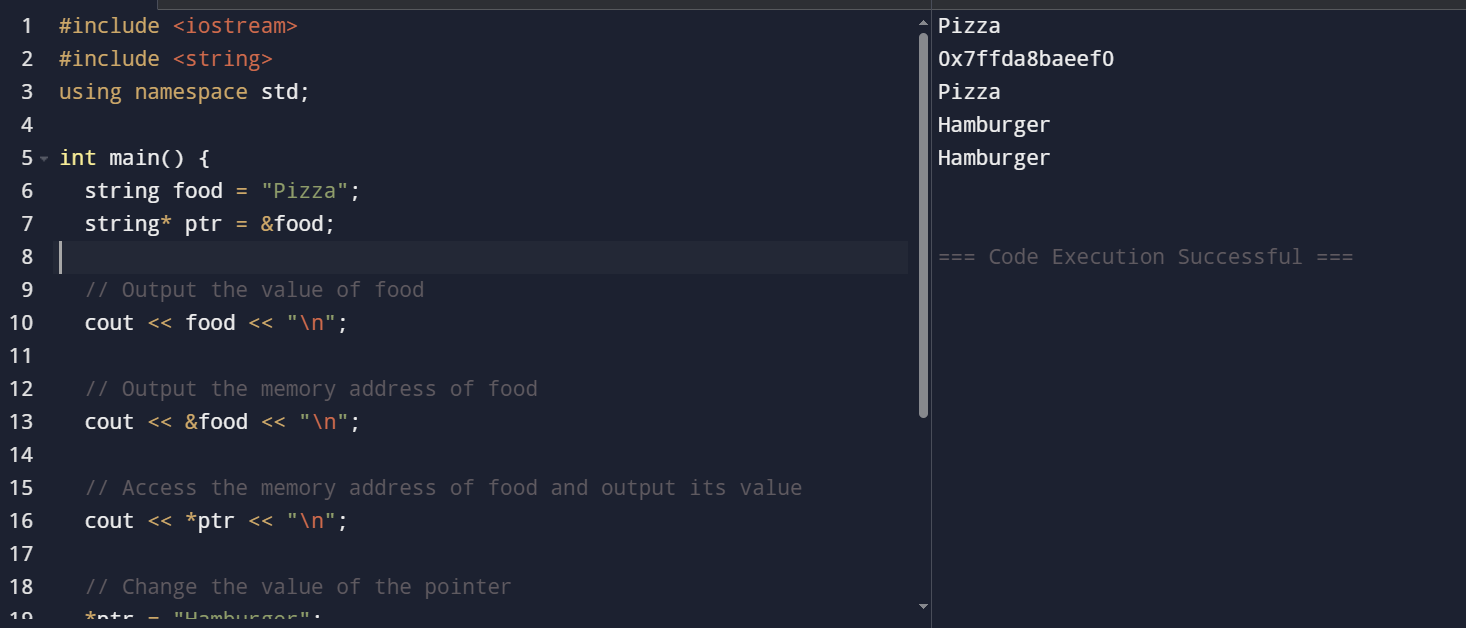 1 #include <iostream>
2 #include <string>
3 using namespace std;
4
5 int main() {
6   string food = "Pizza";
7   string* ptr = &food;
8
9   // Output the value of food
10   cout << food << "\n";
11
12   // Output the memory address of food
13   cout << &food << "\n";
14
15   // Access the memory address of food and output its value
16   cout << *ptr << "\n";
17
18   // Change the value of the pointer
19   *ptr = "Hamburger";
Pizza
0x7ffda8baeef0
Pizza
Hamburger
Hamburger
=== Code Execution Successful ===